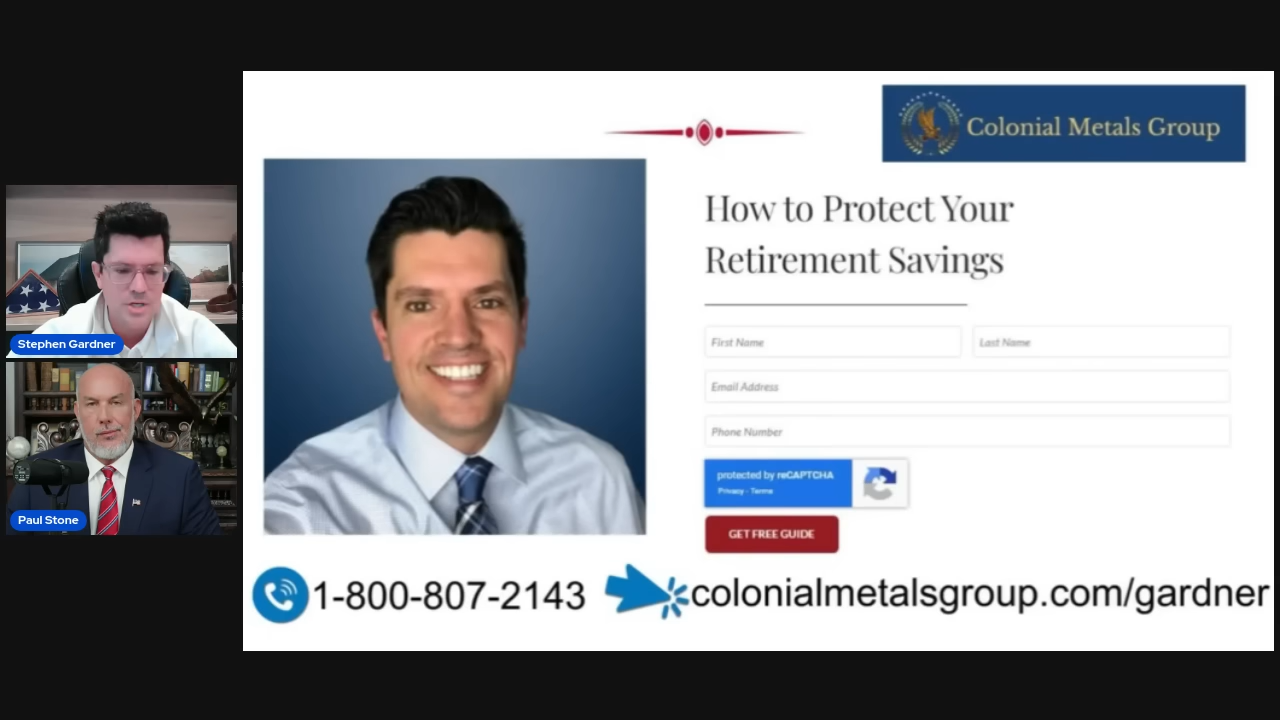 Colonial Metals Group
How to Protect Your
Retirement Savings
First Name
Last Name
Email Address
Phone Number
protected by reCAPTCHA
Privacy - Terms
GET FREE GUIDE
1-800-807-2143
colonialmetalsgroup.com/gardner
Stephen Gardner
Paul Stone